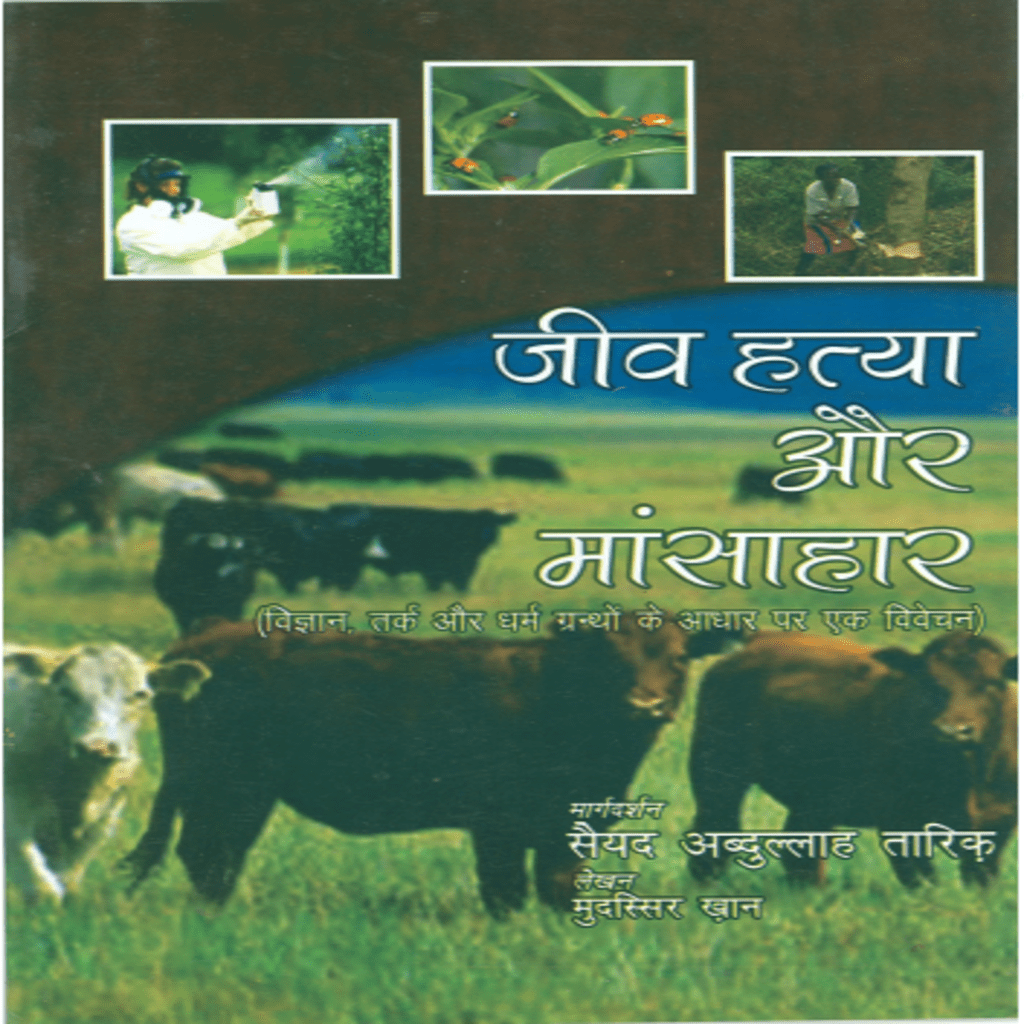 जीव हत्या
और
मांसाहार
(विज्ञान, तर्क और धर्म ग्रन्थों के आधार पर एक विवेचन)
मार्गदर्शन
सैयद अब्दुल्लाह तारिक़
लेखन
मुदस्सिर ख़ान